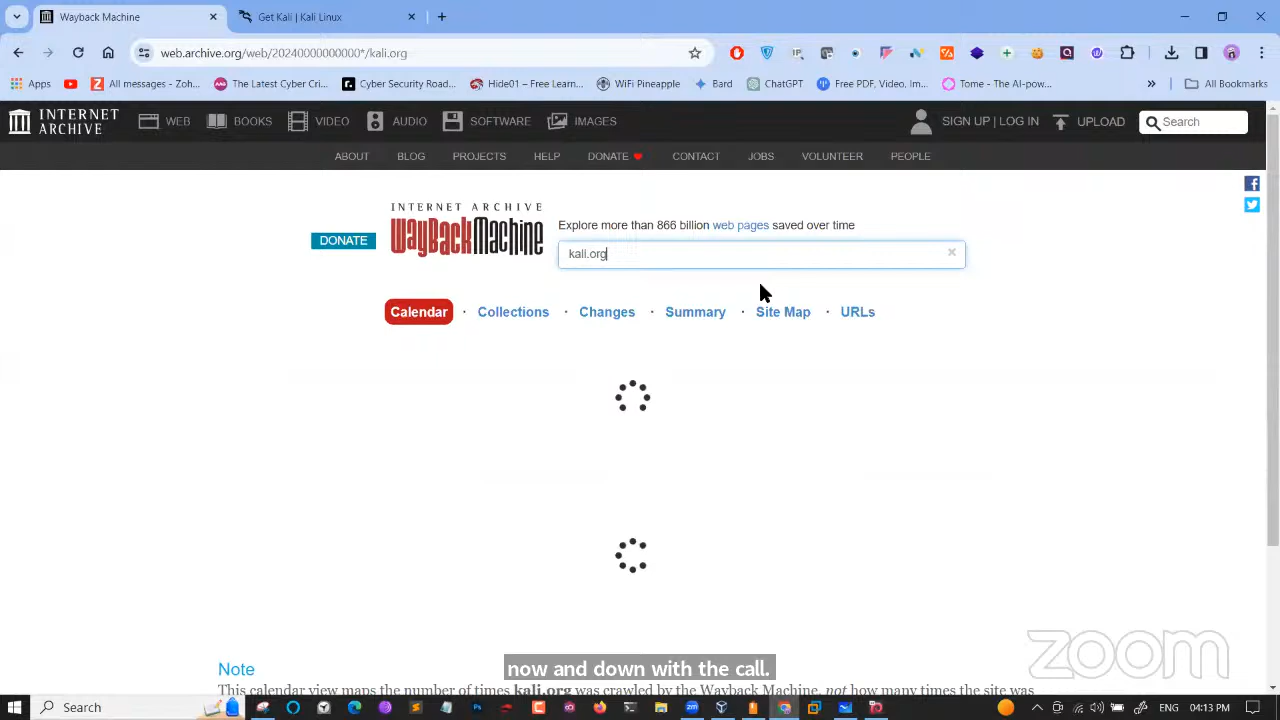 Wayback Machine
Get Kali | Kali Linux
web.archive.org/web/20240000000000*/kali.org
Apps
All messages - Zoh...
The Latest Cyber Cri...
Cyber Security Road...
Hide01 – Download...
WiFi Pineapple
Bard
ChatGPT
Free PDF, Video, Im...
Tome - The AI-pow...
All Bookmarks
INTERNET ARCHIVE
WEB
BOOKS
VIDEO
AUDIO
SOFTWARE
IMAGES
SIGN UP | LOG IN
UPLOAD
Search
ABOUT
BLOG
PROJECTS
HELP
DONATE
CONTACT
JOBS
VOLUNTEER
PEOPLE
DONATE
INTERNET ARCHIVE
WayBackMachine
Explore more than 866 billion web pages saved over time
kali.org
Calendar · Collections · Changes · Summary · Site Map · URLs
Note
This calendar view maps the number of times kali.org was crawled by the Wayback Machine, not how many times the site was
now and down with the call.
zoom
Search
ENG
04:13 PM